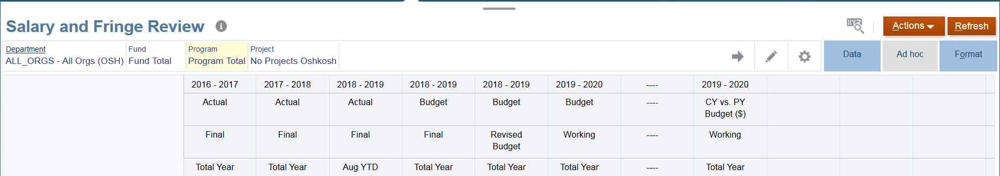 Salary and Fringe Review
Actions Refresh
Department Fund Program Project
ALL_ORGS - All Orgs (OSH) Fund Total Program Total No Projects Oshkosh
Data Ad hoc Format
2016 - 2017 2017 - 2018 2018 - 2019 2018 - 2019 2018 - 2019 2019 - 2020 ---- 2019 - 2020
Actual Actual Actual Budget Budget Budget ---- CY vs. PY
Budget ($)
Final Final Final Final Revised Working ---- Working
Budget
Total Year Total Year Aug YTD Total Year Total Year Total Year ---- Total Year